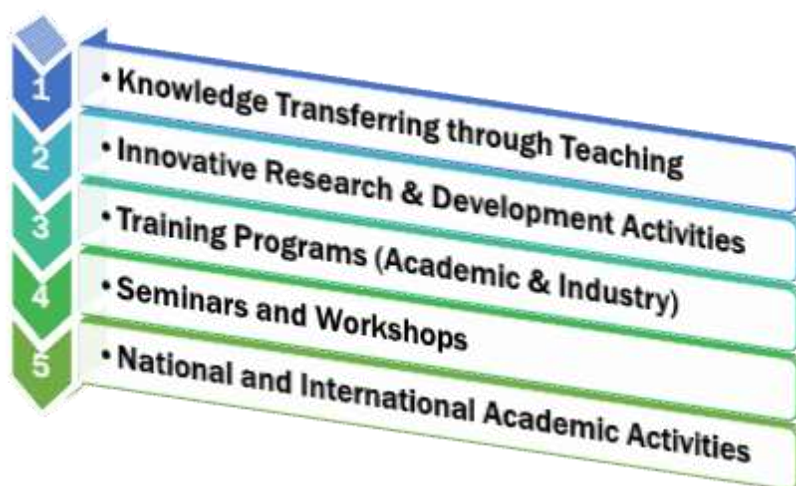 1
• Knowledge Transferring through Teaching
2
• Innovative Research & Development Activities
3
• Training Programs (Academic & Industry)
4
• Seminars and Workshops
5
• National and International Academic Activities